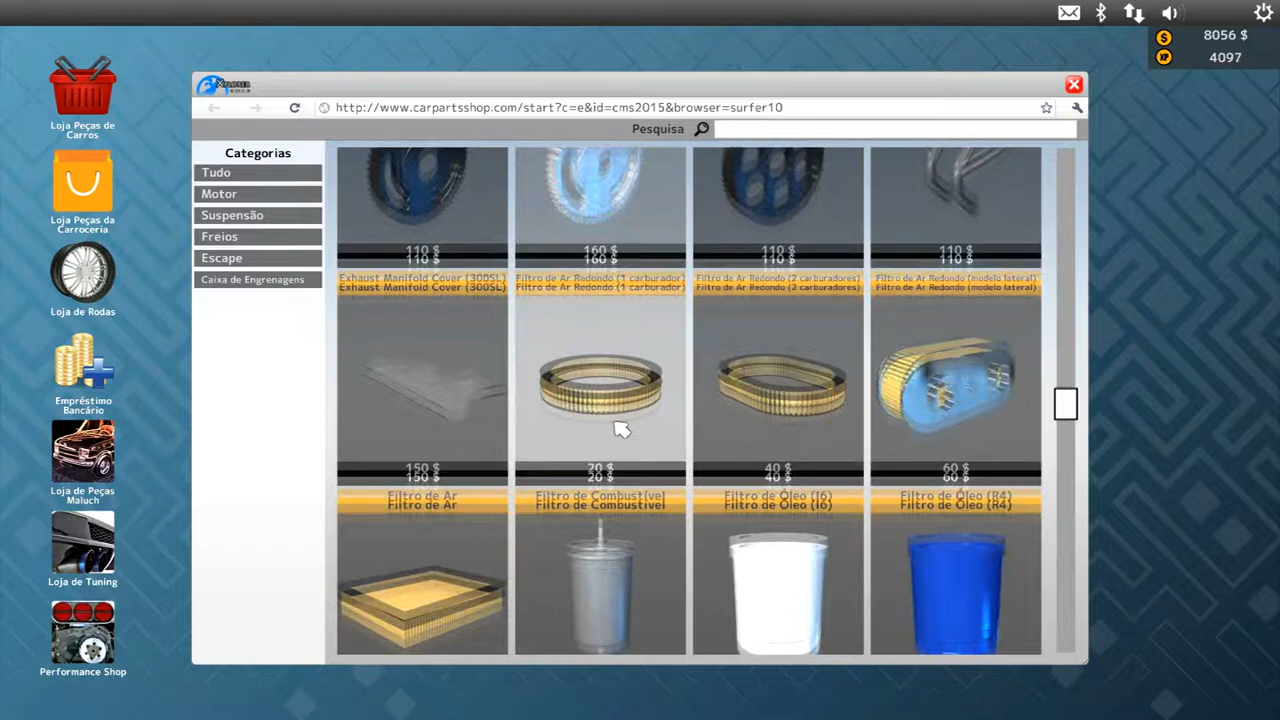 8056 $
4097
XPLORER
http://www.carpartsshop.com/start?c=e&id=cms2015&browser=surfer10
Pesquisa
Loja Peças de
Carros
Loja Peças da
Carroceria
Loja de Rodas
Empréstimo
Bancário
Loja de Peças
Maluch
Loja de Tuning
Performance Shop
Categorias
Tudo
Motor
Suspensão
Freios
Escape
Caixa de Engrenagens
110 $
160 $
110 $
110 $
Exhaust Manifold Cover (300SL)
Filtro de Ar Redondo (1 carburador)
Filtro de Ar Redondo (2 carburadores)
Filtro de Ar Redondo (modelo lateral)
150 $
20 $
40 $
60 $
Filtro de Ar
Filtro de Combustível
Filtro de Óleo (I6)
Filtro de Óleo (R4)